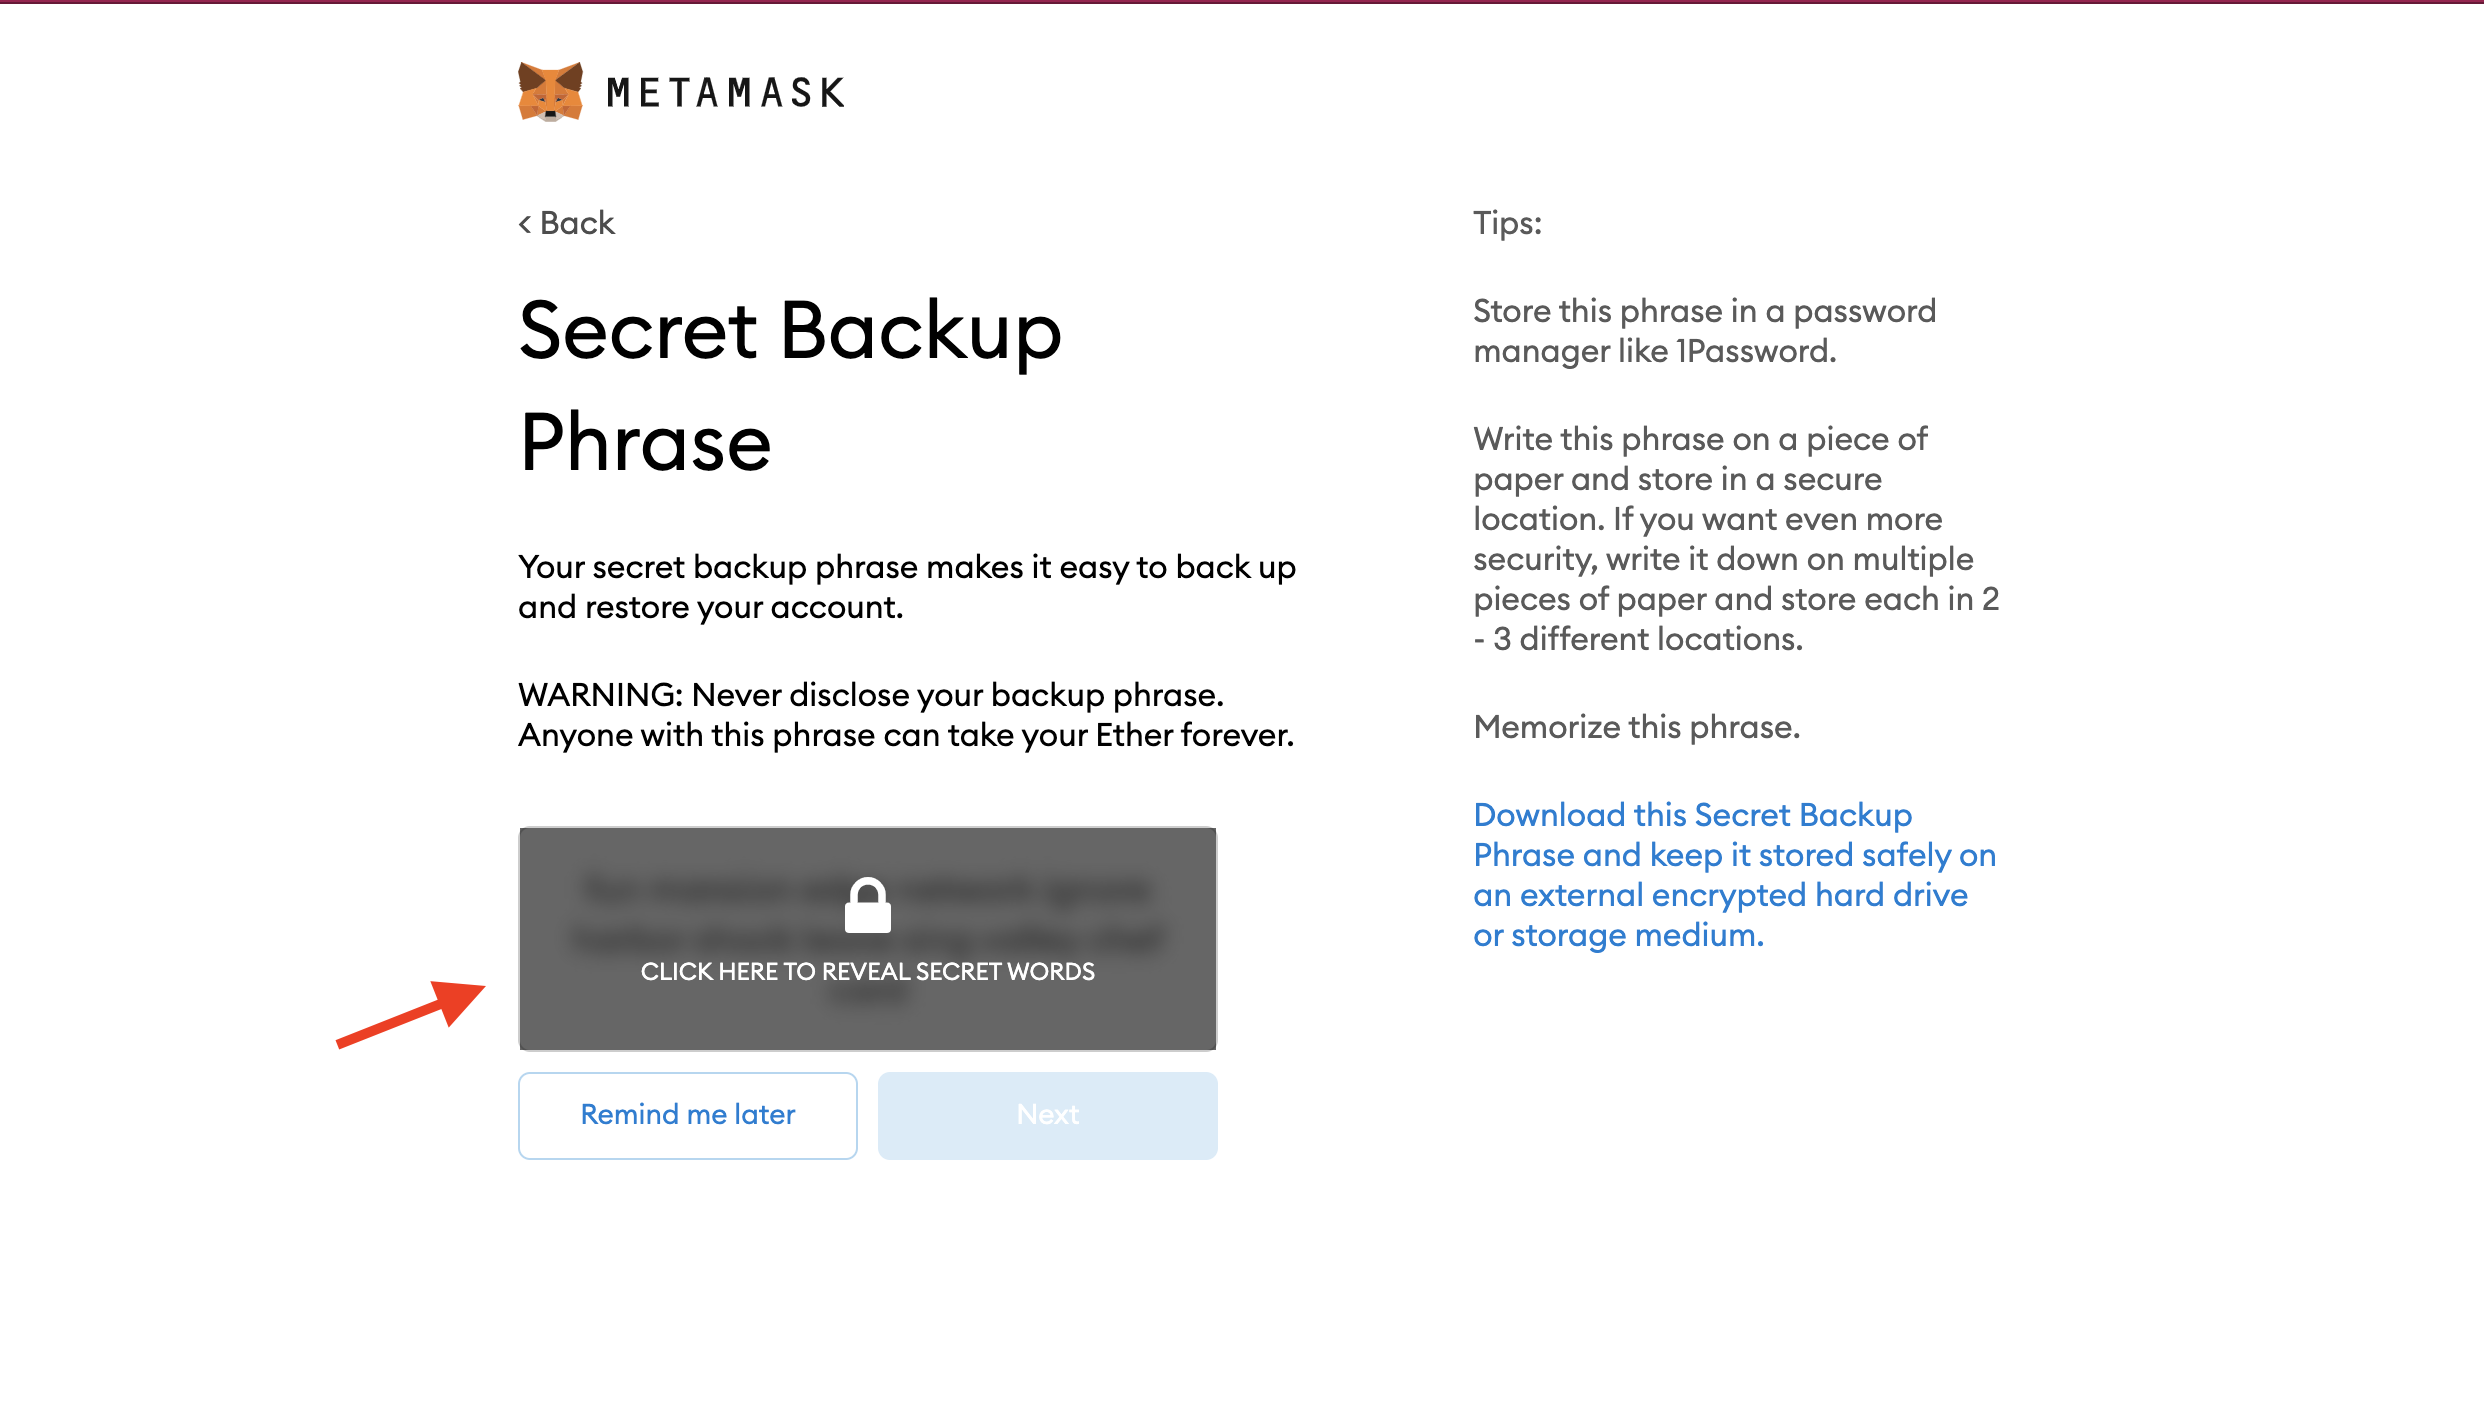 METAMASK
< Back
Secret Backup
Phrase
Your secret backup phrase makes it easy to back up
and restore your account.
WARNING: Never disclose your backup phrase.
Anyone with this phrase can take your Ether forever.
CLICK HERE TO REVEAL SECRET WORDS
Remind me later
Next
Tips:
Store this phrase in a password
manager like 1Password.
Write this phrase on a piece of
paper and store in a secure
location. If you want even more
security, write it down on multiple
pieces of paper and store each in 2
- 3 different locations.
Memorize this phrase.
Download this Secret Backup
Phrase and keep it stored safely on
an external encrypted hard drive
or storage medium.